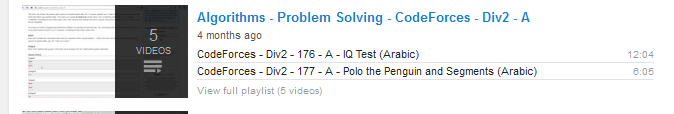 5
VIDEOS
Algorithms - Problem Solving - CodeForces - Div2 - A
4 months ago
CodeForces - Div2 - 176 - A - IQ Test (Arabic) 12:04
CodeForces - Div2 - 177 - A - Polo the Penguin and Segments (Arabic) 6:05
View full playlist (5 videos)